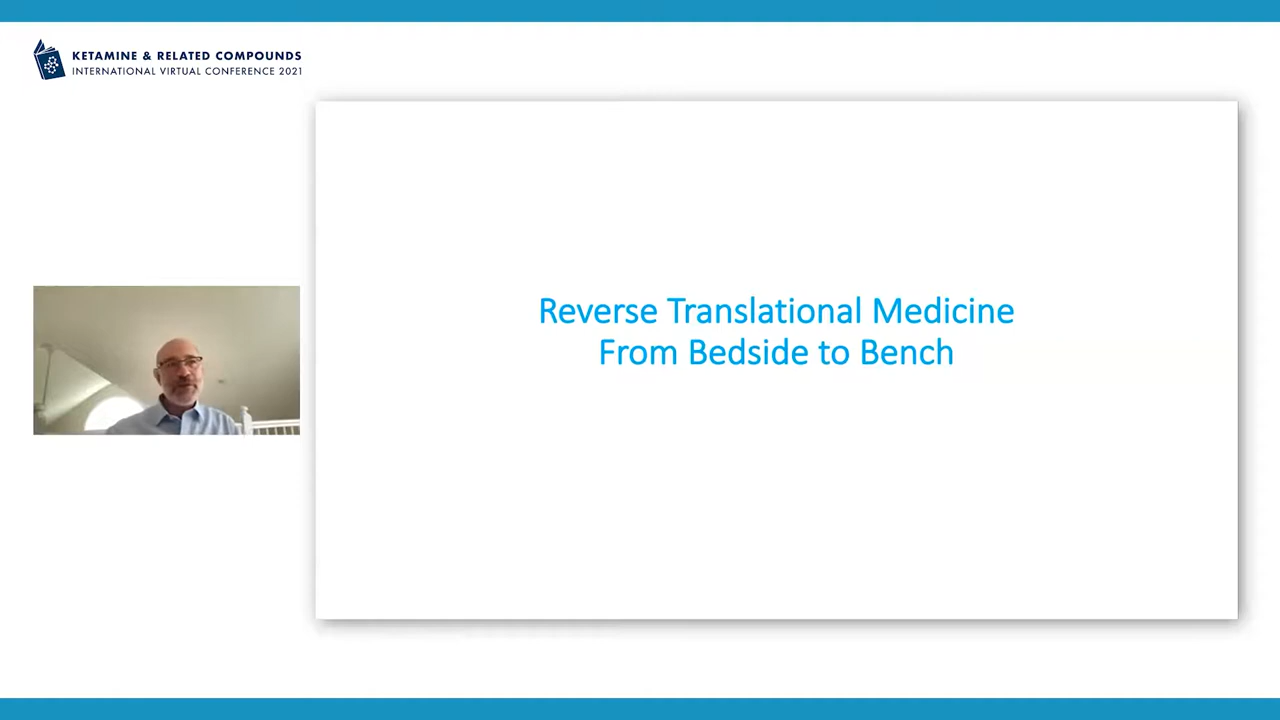 KETAMINE & RELATED COMPOUNDS
INTERNATIONAL VIRTUAL CONFERENCE 2021
Reverse Translational Medicine
From Bedside to Bench